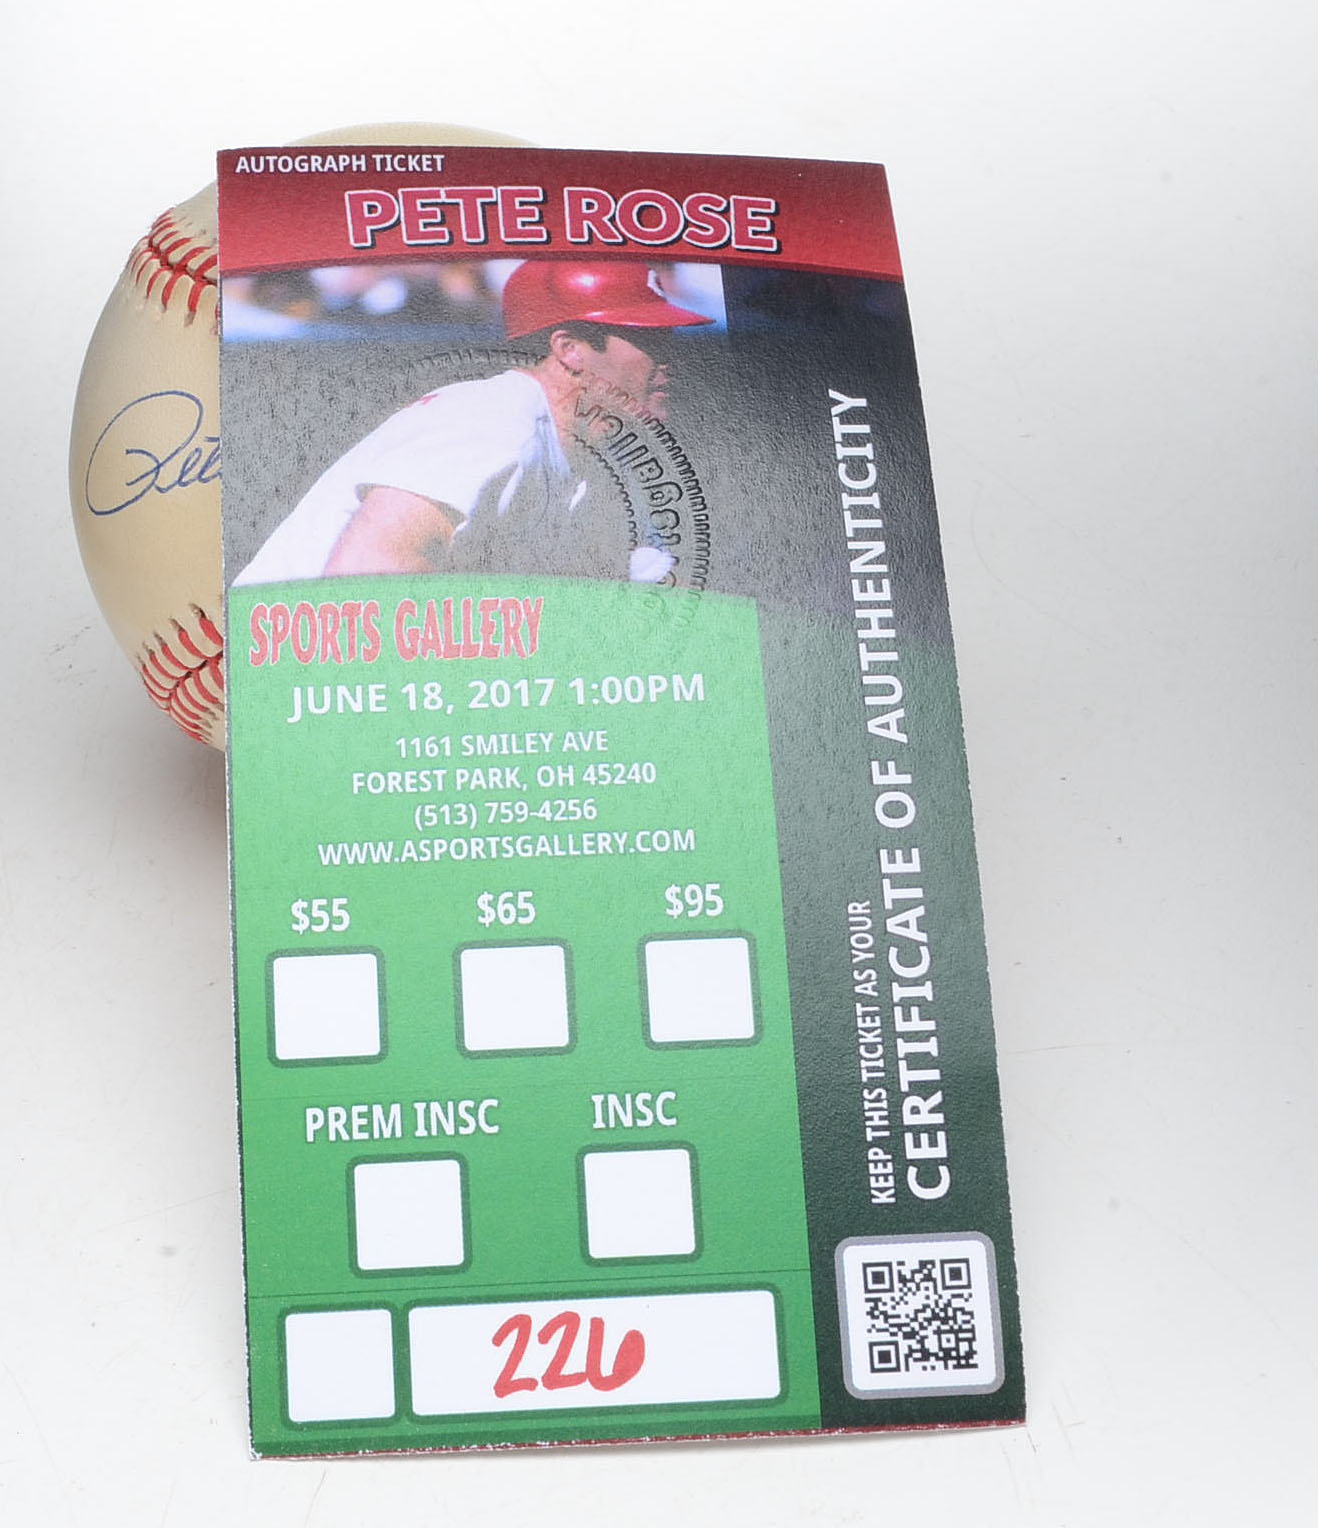 AUTOGRAPH TICKET
PETE ROSE
Pete
SPORTS GALLERY
JUNE 18, 2017 1:00PM
1161 SMILEY AVE
FOREST PARK, OH 45240
(513) 759-4256
WWW.ASPORTSGALLERY.COM
$55 $65 $95
PREM INSC INSC
226
KEEP THIS TICKET AS YOUR
CERTIFICATE OF AUTHENTICITY